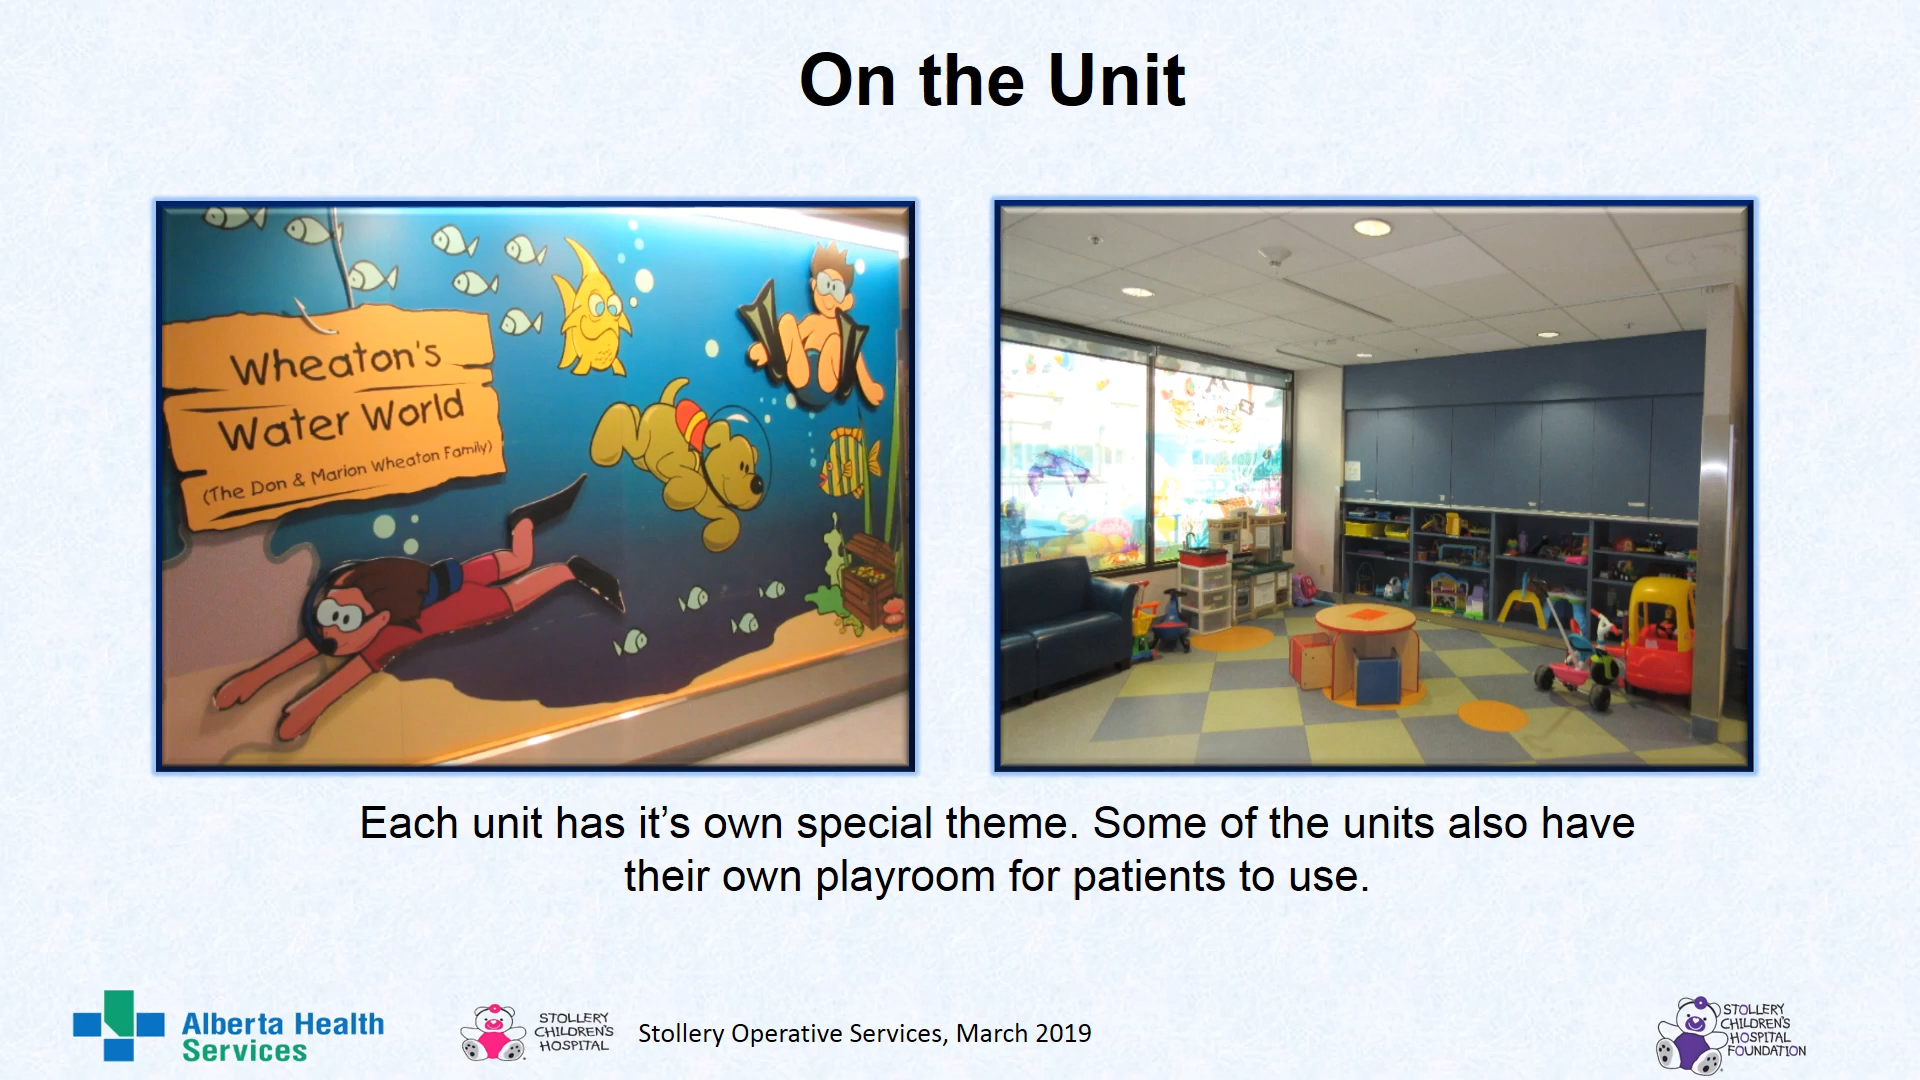 On the Unit
Wheaton's
Water World
(The Don & Marion Wheaton Family)
Each unit has it’s own special theme. Some of the units also have
their own playroom for patients to use.
Alberta Health
Services
STOLLERY
CHILDREN'S
HOSPITAL
Stollery Operative Services, March 2019
STOLLERY
CHILDREN'S
HOSPITAL
FOUNDATION